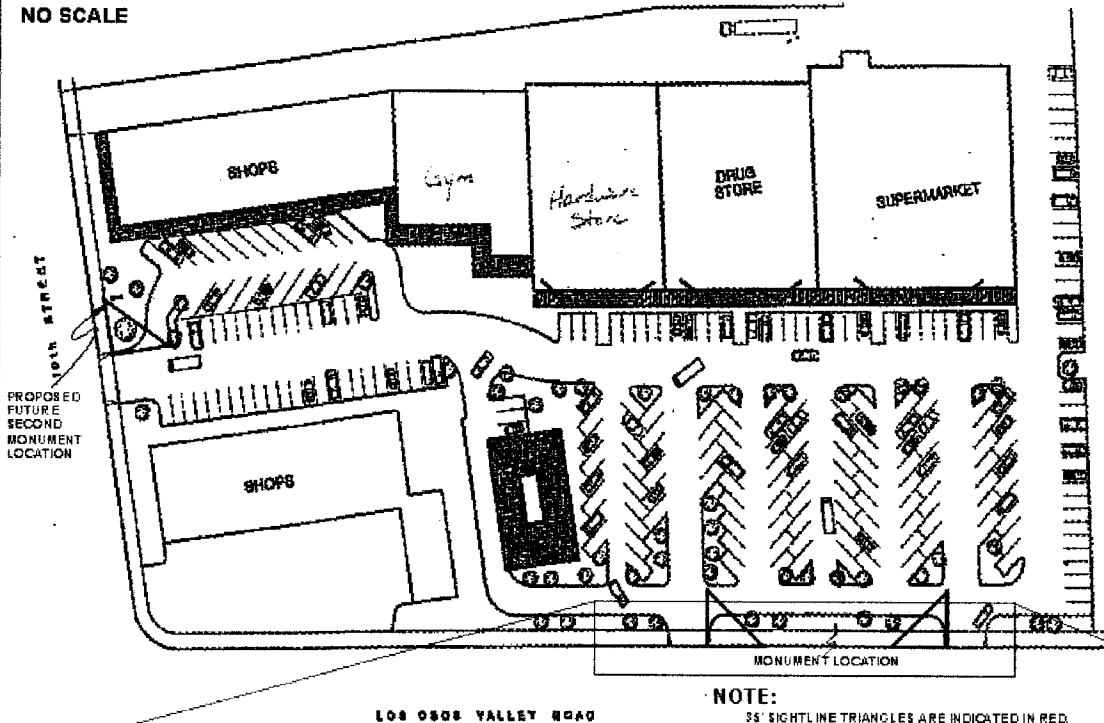 NO SCALE
SHOPS
Gym
Hardware
Store
DRUG
STORE
SUPERMARKET
10th STREET
PROPOSED
FUTURE
SECOND
MONUMENT
LOCATION
SHOPS
MONUMENT LOCATION
NOTE:
LOS OSOS VALLEY ROAD
35' SIGHTLINE TRIANGLES ARE INDICATED IN RED.